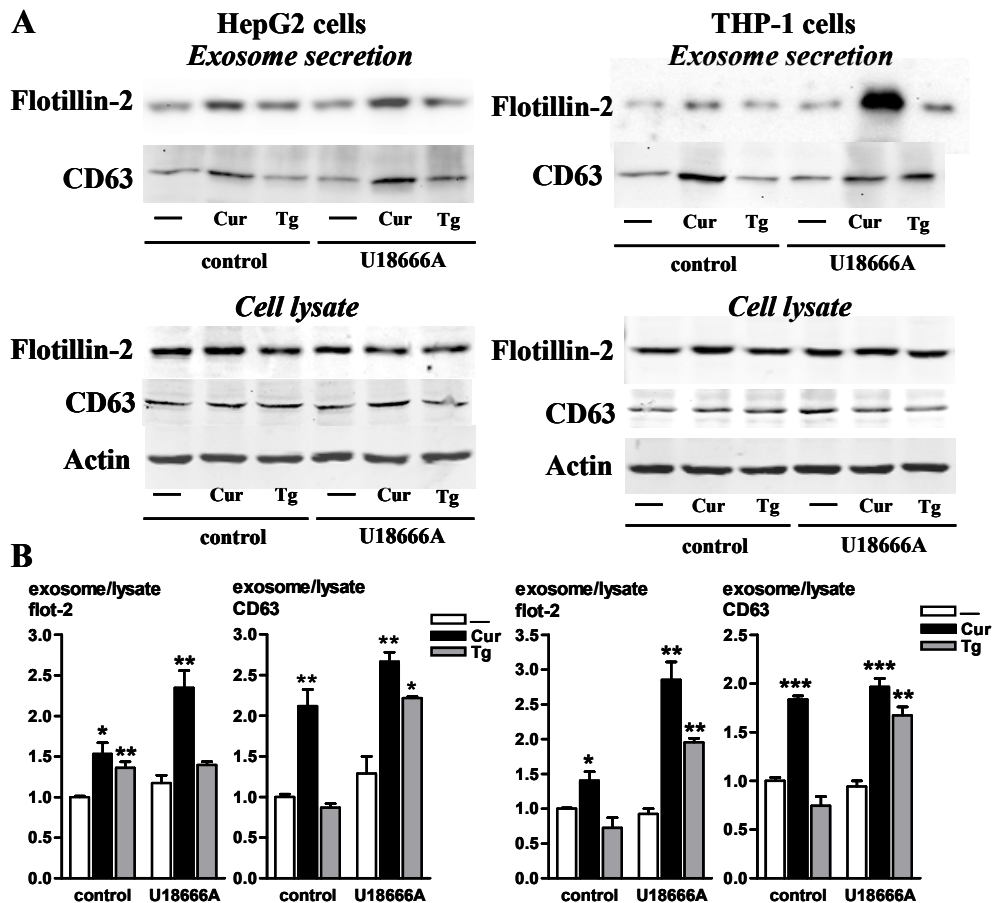 A
HepG2 cells
Exosome secretion
Flotillin-2
CD63
— Cur Tg — Cur Tg
control U18666A
Cell lysate
Flotillin-2
CD63
Actin
— Cur Tg — Cur Tg
control U18666A
THP-1 cells
Exosome secretion
Flotillin-2
CD63
— Cur Tg — Cur Tg
control U18666A
Cell lysate
Flotillin-2
CD63
Actin
— Cur Tg — Cur Tg
control U18666A
B
exosome/lysate
flot-2
3.0
2.5
2.0
1.5
1.0
0.5
0.0
* ** **
control U18666A
exosome/lysate
CD63
3.0
2.5
2.0
1.5
1.0
0.5
0.0
** ** *
control U18666A
—
Cur
Tg
exosome/lysate
flot-2
3.5
3.0
2.5
2.0
1.5
1.0
0.5
0.0
* ** **
control U18666A
exosome/lysate
CD63
2.5
2.0
1.5
1.0
0.5
0.0
*** *** **
control U18666A
—
Cur
Tg